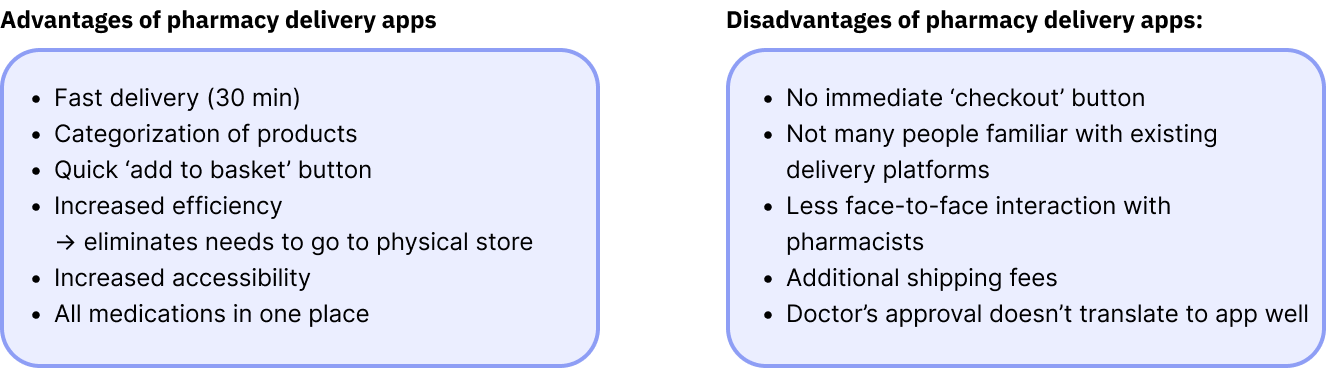 Advantages of pharmacy delivery apps
• Fast delivery (30 min)
• Categorization of products
• Quick ‘add to basket’ button
• Increased efficiency
→ eliminates needs to go to physical store
• Increased accessibility
• All medications in one place
Disadvantages of pharmacy delivery apps:
• No immediate ‘checkout’ button
• Not many people familiar with existing
delivery platforms
• Less face-to-face interaction with
pharmacists
• Additional shipping fees
• Doctor’s approval doesn’t translate to app well